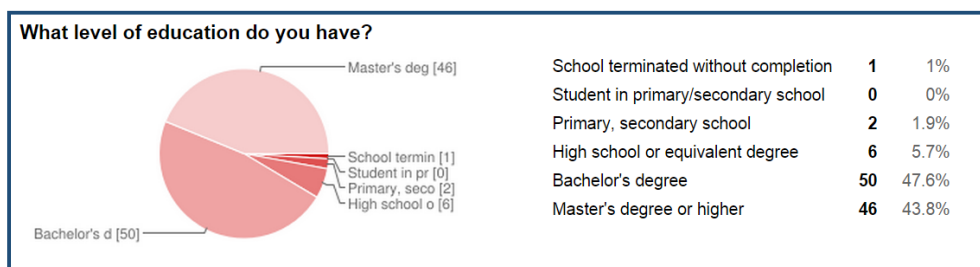 What level of education do you have?
Master's deg [46]
School termin [1]
Student in pr [0]
Primary, seco [2]
High school o [6]
Bachelor's d [50]
School terminated without completion 1 1%
Student in primary/secondary school 0 0%
Primary, secondary school 2 1.9%
High school or equivalent degree 6 5.7%
Bachelor's degree 50 47.6%
Master's degree or higher 46 43.8%